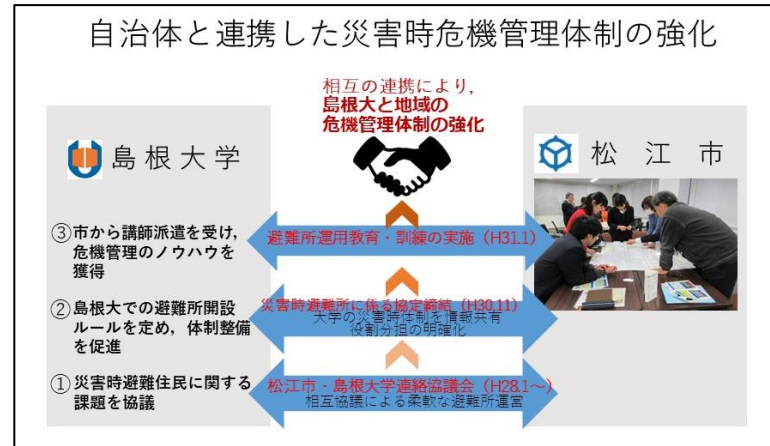 自治体と連携した災害時危機管理体制の強化
相互の連携により,
島根大と地域の
危機管理体制の強化
島根大学
松江市
③市から講師派遣を受け,
危機管理のノウハウを
獲得
避難所運用教育・訓練の実施（H31.1）
②島根大での避難所開設
ルールを定め，体制整備
を促進
災害時避難所に係る協定締結（H30.11）
大学の災害時体制を情報共有
役割分担の明確化
①災害時避難住民に関する
課題を協議
松江市・島根大学連絡協議会（H28.1～）
相互協議による柔軟な避難所運営